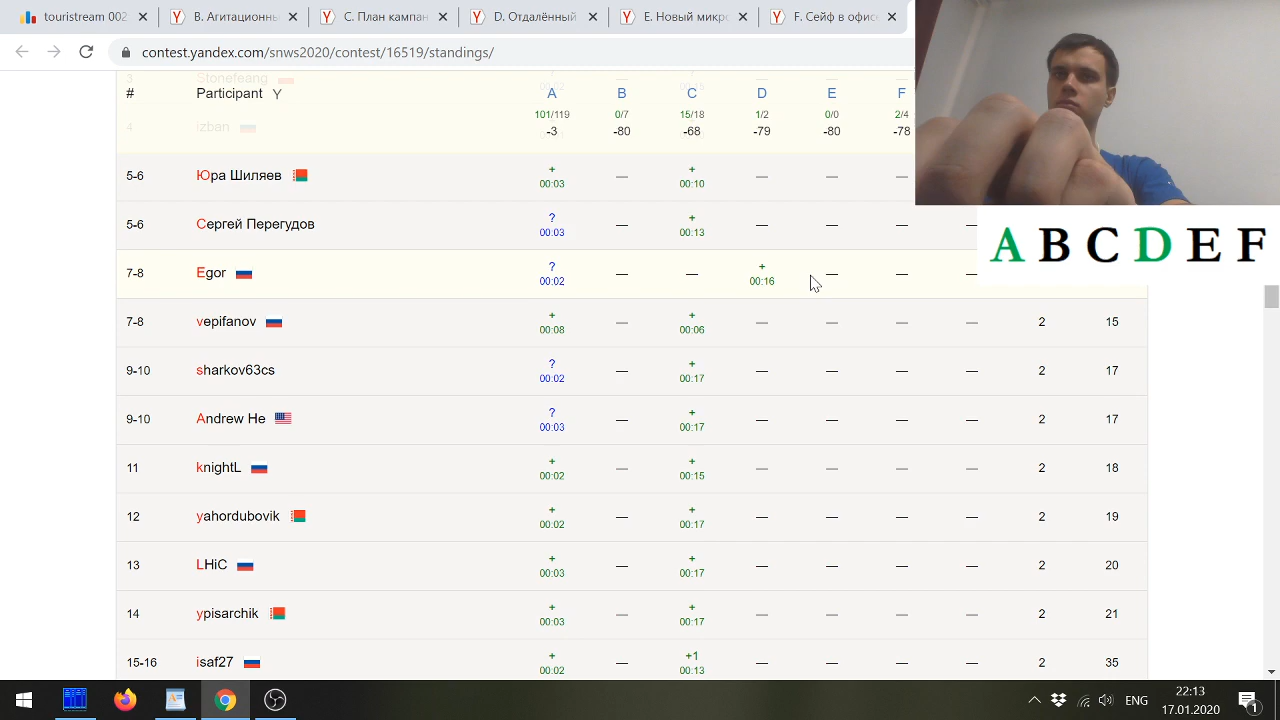 touristream 002
B. Агитационны
C. План кампан
D. Отдалённый
E. Новый микро
F. Сейф в офис
contest.yandex.com/snws2020/contest/16519/standings/
3 Stonefeang — —
# Participant A B C D E F
101/119 0/7 15/18 1/2 0/0 2/4
-3 -80 -68 -79 -80 -78
4 izban
5-6 Юра Шиляев + 00:03 — + 00:10 — — —
5-6 Сергей Перегудов ? 00:03 — + 00:13 — — —
A B C D E F
7-8 Egor ? 00:02 — — + 00:16 — — —
7-8 vepifanov + 00:08 — + 00:06 — — — — 2 15
9-10 sharkov63cs ? 00:02 — + 00:17 — — — — 2 17
9-10 Andrew He ? 00:03 — + 00:17 — — — — 2 17
11 knightL + 00:02 — + 00:15 — — — — 2 18
12 yahordubovik + 00:02 — + 00:17 — — — — 2 19
13 LHiC + 00:03 — + 00:17 — — — — 2 20
14 ypisarchik + 00:03 — + 00:17 — — — — 2 21
15-16 isaf27 + 00:02 — +1 00:13 — — — — 2 35
ENG
22:13
17.01.2020
1